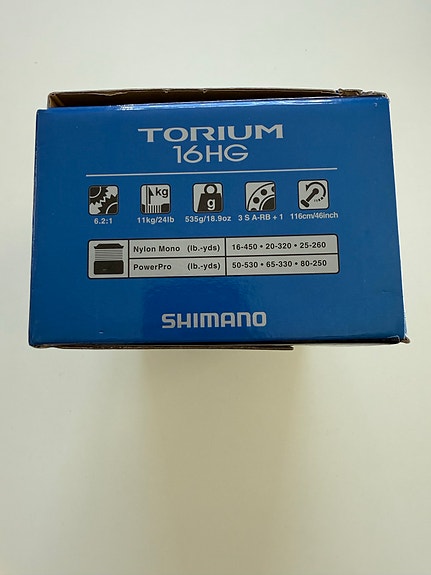 TORIUM
16HG
kg
g
6.2:1 11kg/24lb 535g/18.9oz 3 S A-RB + 1 116cm/46inch
Nylon Mono (lb.-yds) 16-450 • 20-320 • 25-260
PowerPro (lb.-yds) 50-530 • 65-330 • 80-250
SHIMANO